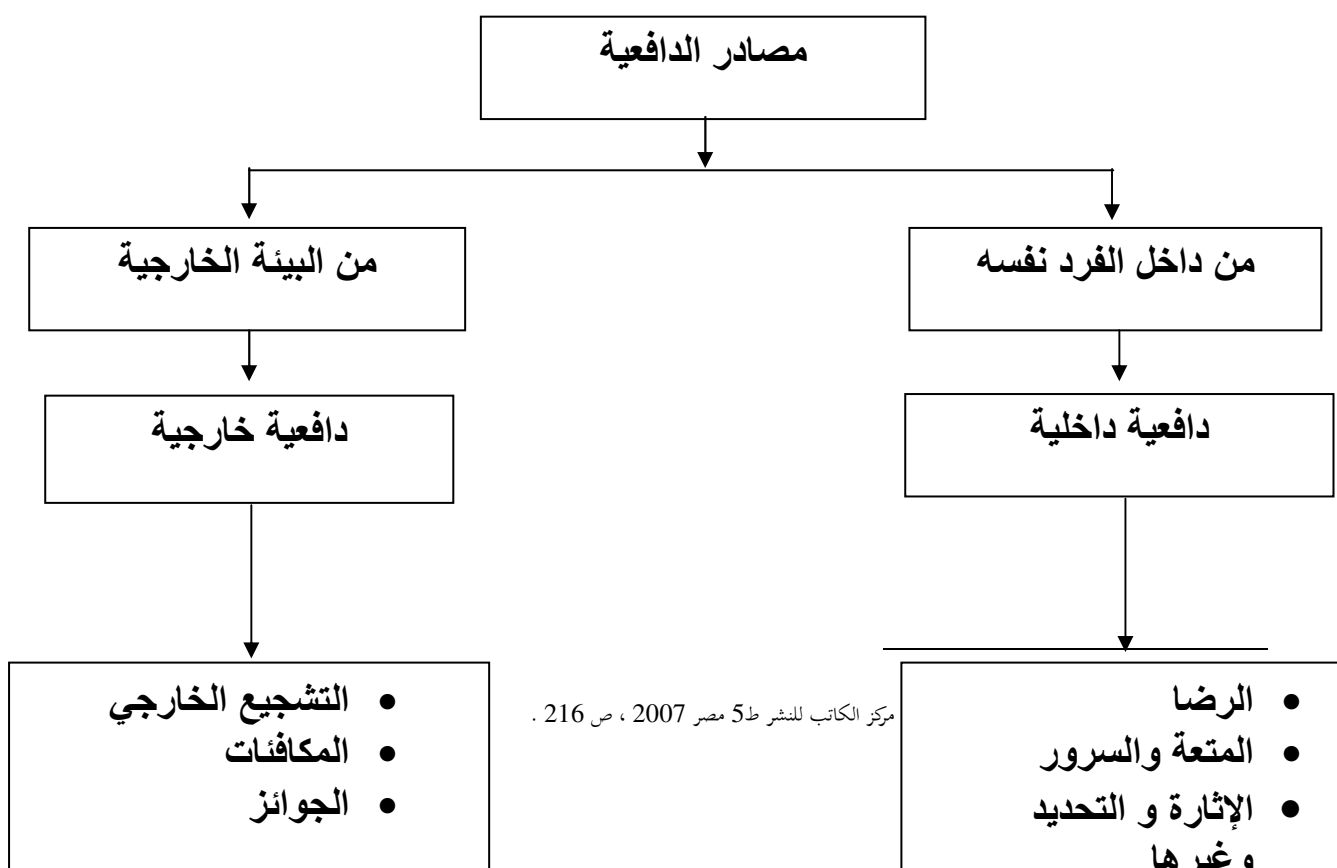 مصادر الدافعية
من داخل الفرد نفسه
من البيئة الخارجية
دافعية داخلية
دافعية خارجية
• الرضا
• المتعة والسرور
• الإثارة و التحديد
وغيرها
مركز الكاتب للنشر ط5 مصر 2007 ، ص 216 .
• التشجيع الخارجي
• المكافئات
• الجوائز